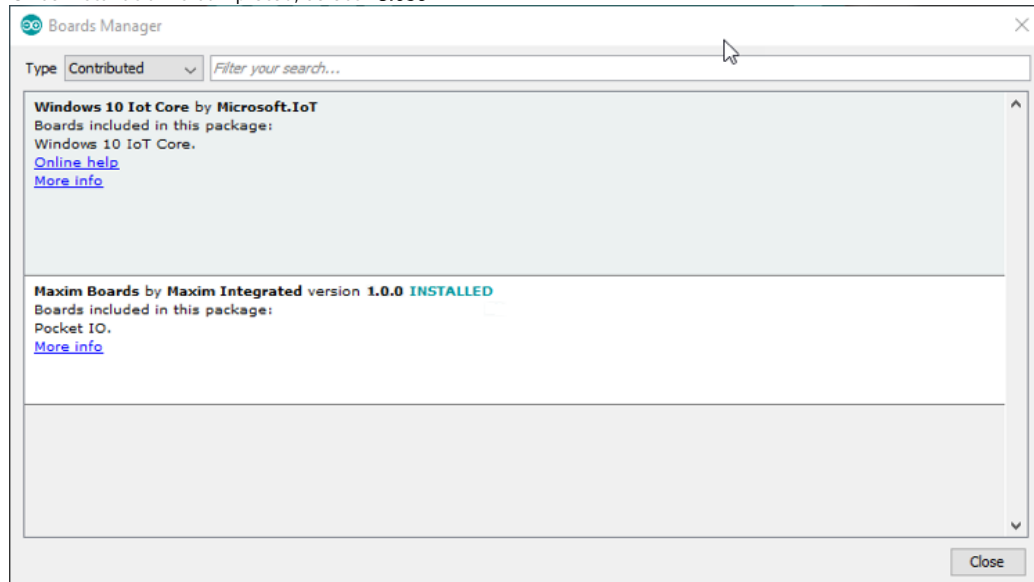 Boards Manager
Type Contributed Filter your search...
Windows 10 Iot Core by Microsoft.IoT
Boards included in this package:
Windows 10 IoT Core.
Online help
More info
Maxim Boards by Maxim Integrated version 1.0.0 INSTALLED
Boards included in this package:
Pocket IO.
More info
Close